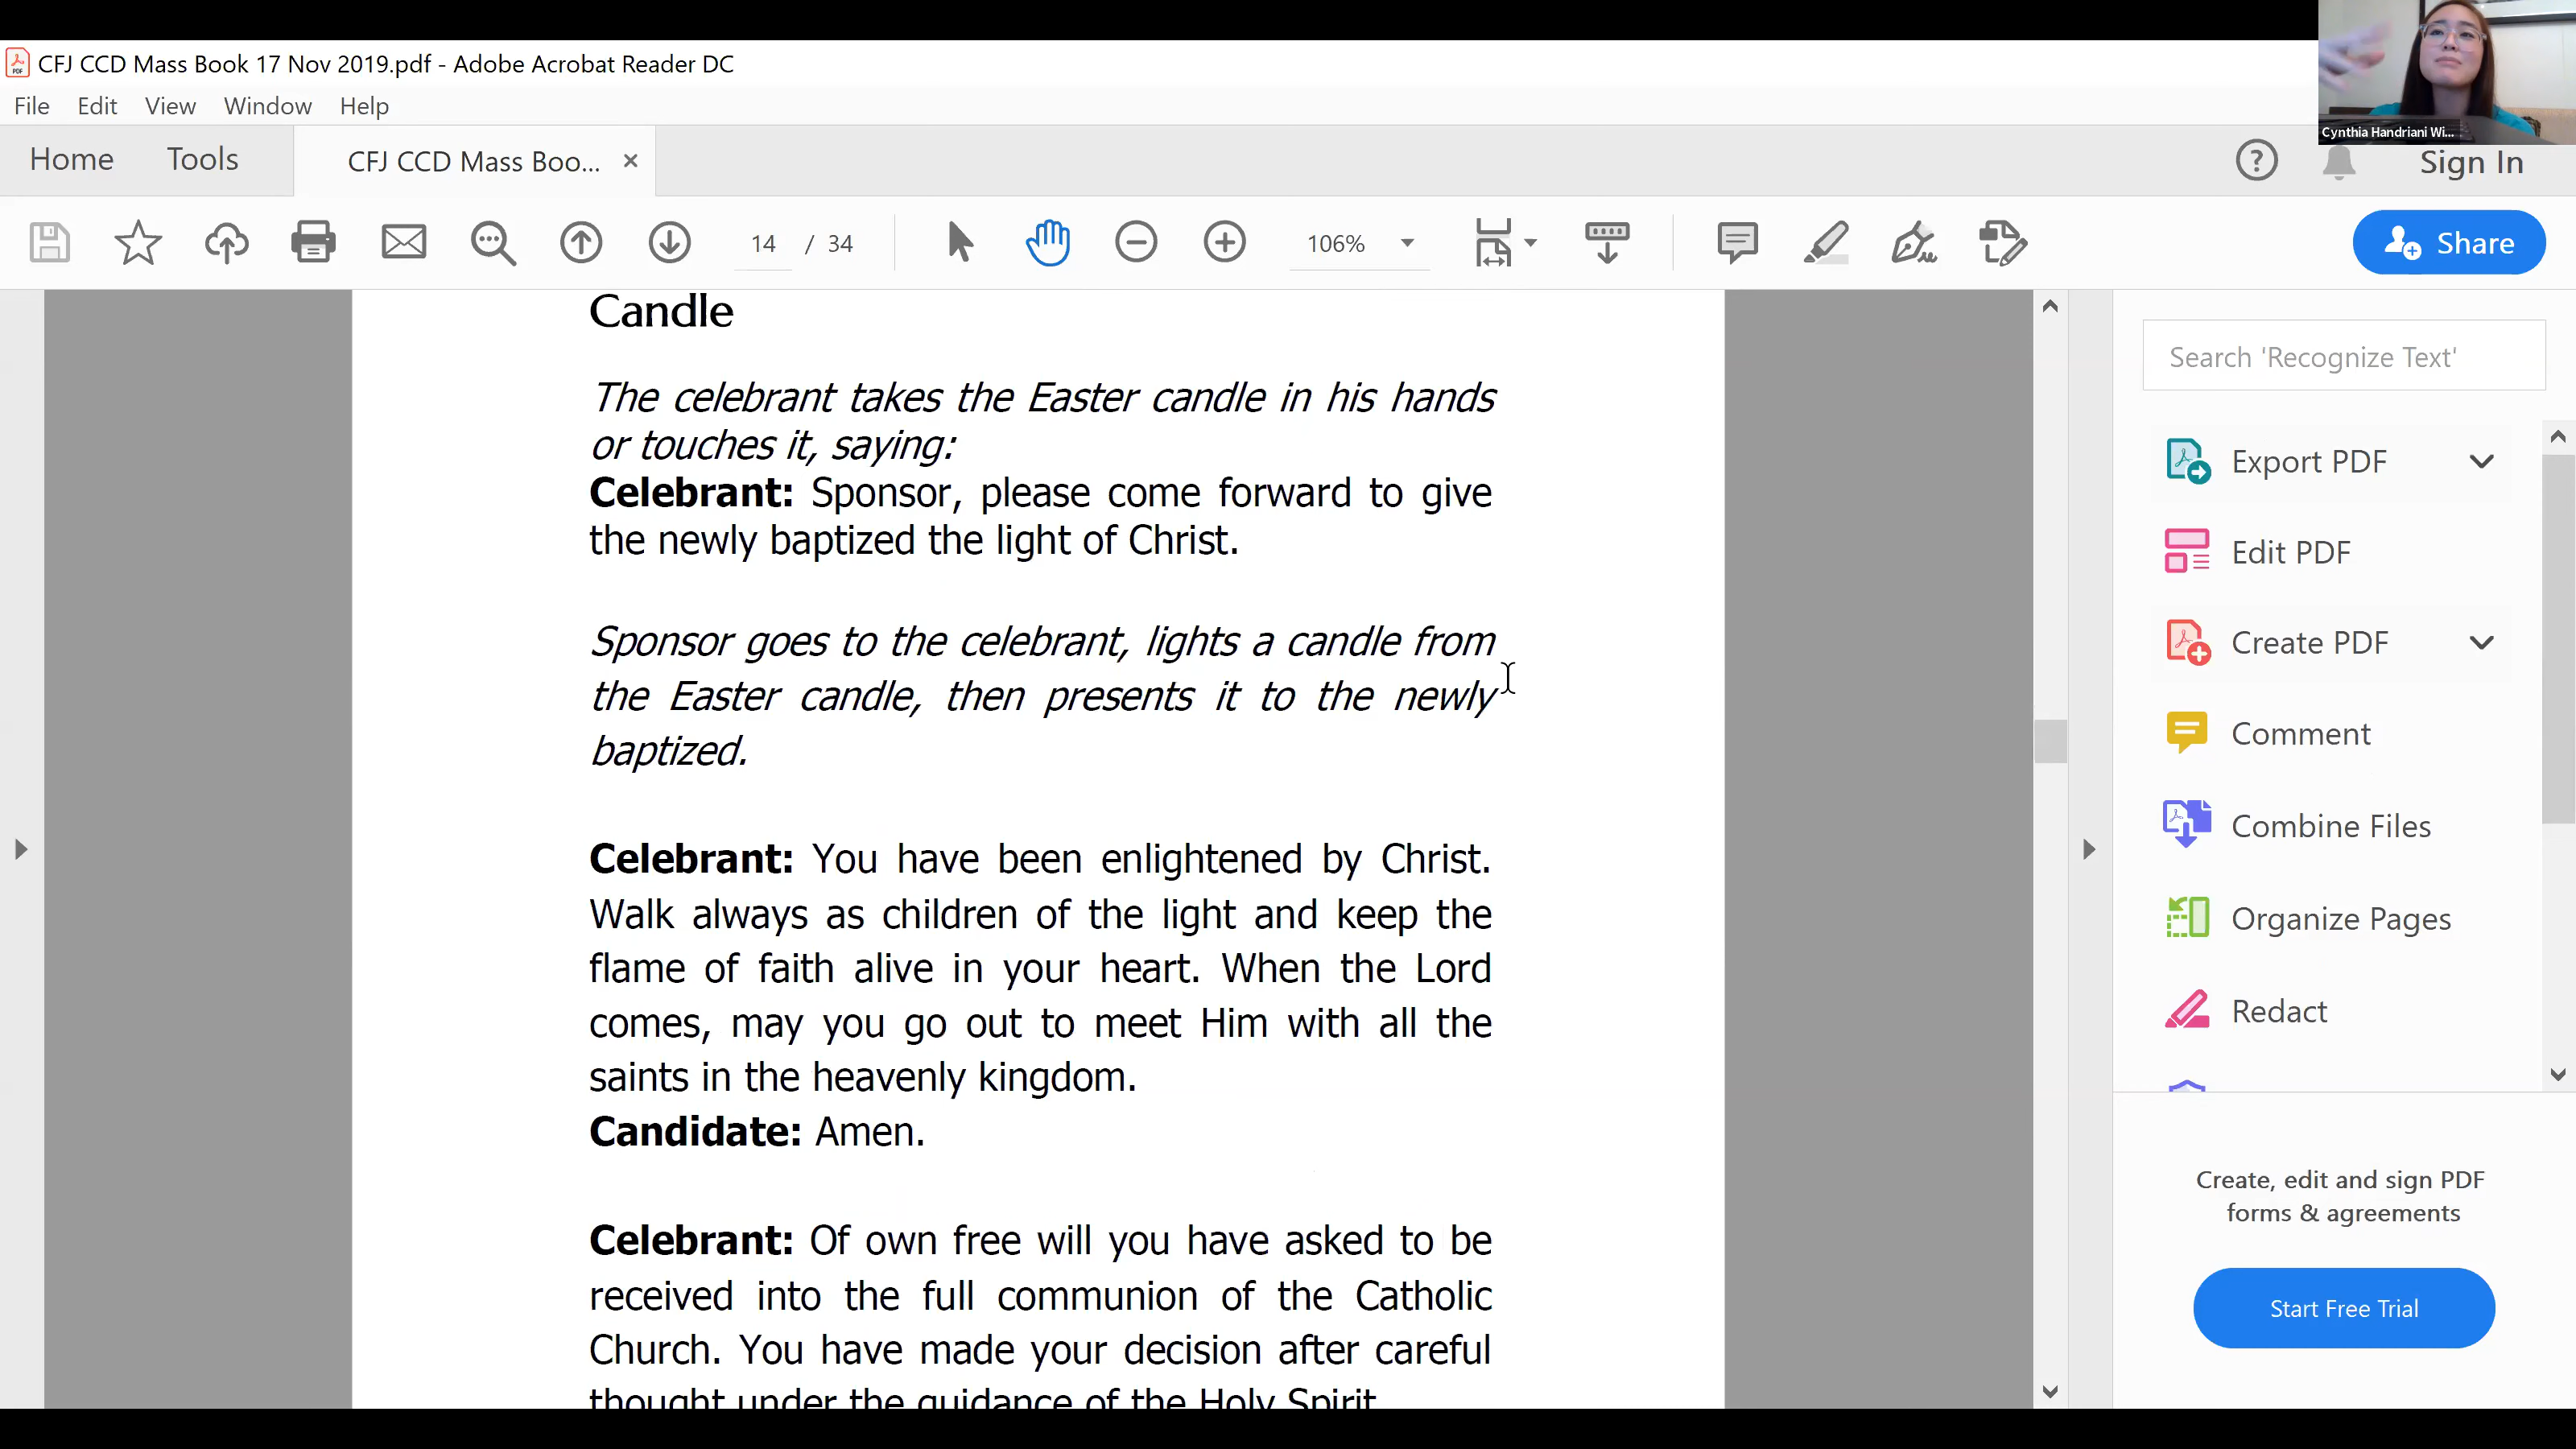 CFJ CCD Mass Book 17 Nov 2019.pdf - Adobe Acrobat Reader DC
Cynthia Handriani Wi...
File Edit View Window Help
Home Tools CFJ CCD Mass Boo... Sign In
14 / 34 106% Share
Candle
The celebrant takes the Easter candle in his hands
or touches it, saying:
Celebrant: Sponsor, please come forward to give
the newly baptized the light of Christ.
Sponsor goes to the celebrant, lights a candle from
the Easter candle, then presents it to the newly
baptized.
Celebrant: You have been enlightened by Christ.
Walk always as children of the light and keep the
flame of faith alive in your heart. When the Lord
comes, may you go out to meet Him with all the
saints in the heavenly kingdom.
Candidate: Amen.
Celebrant: Of own free will you have asked to be
received into the full communion of the Catholic
Church. You have made your decision after careful
thought under the guidance of the Holy Spirit
Search 'Recognize Text'
Export PDF
Edit PDF
Create PDF
Comment
Combine Files
Organize Pages
Redact
Create, edit and sign PDF
forms & agreements
Start Free Trial